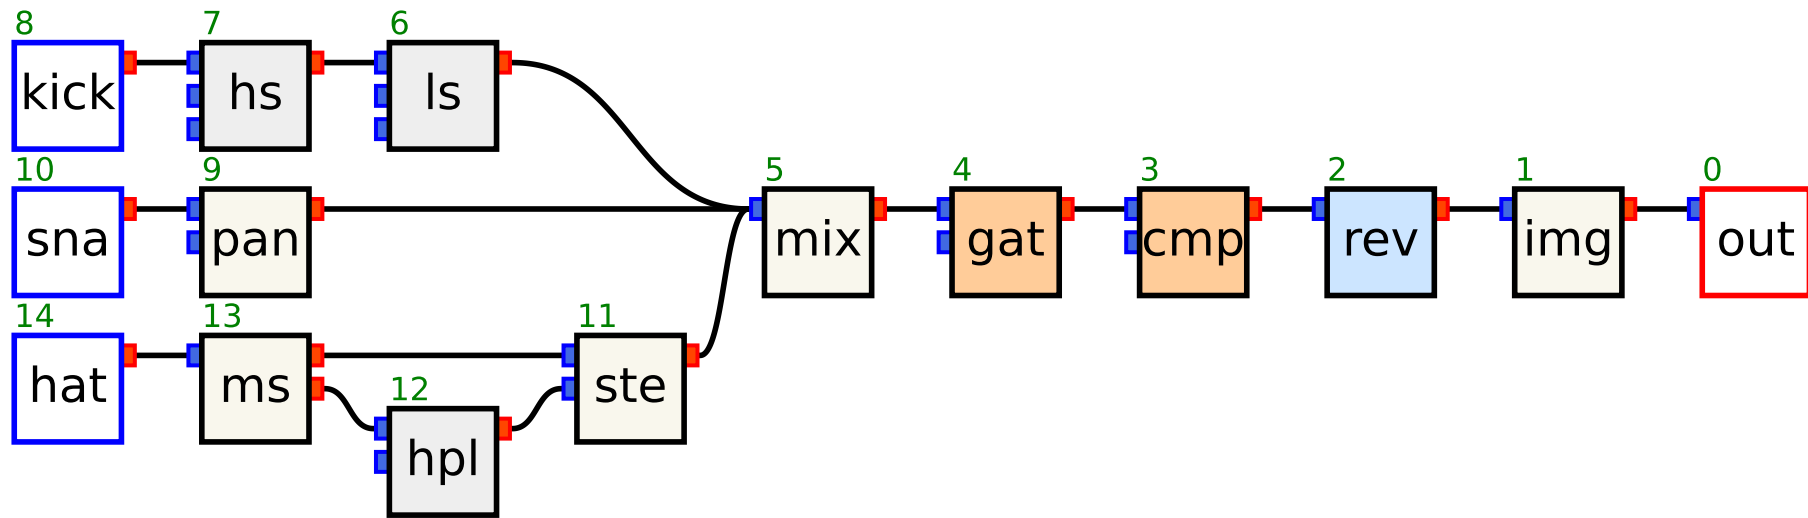 8 7 6
kick hs ls
10 9 5 4 3 2 1 0
sna pan mix gat cmp rev img out
14 13 11
hat ms ste
12
hpl